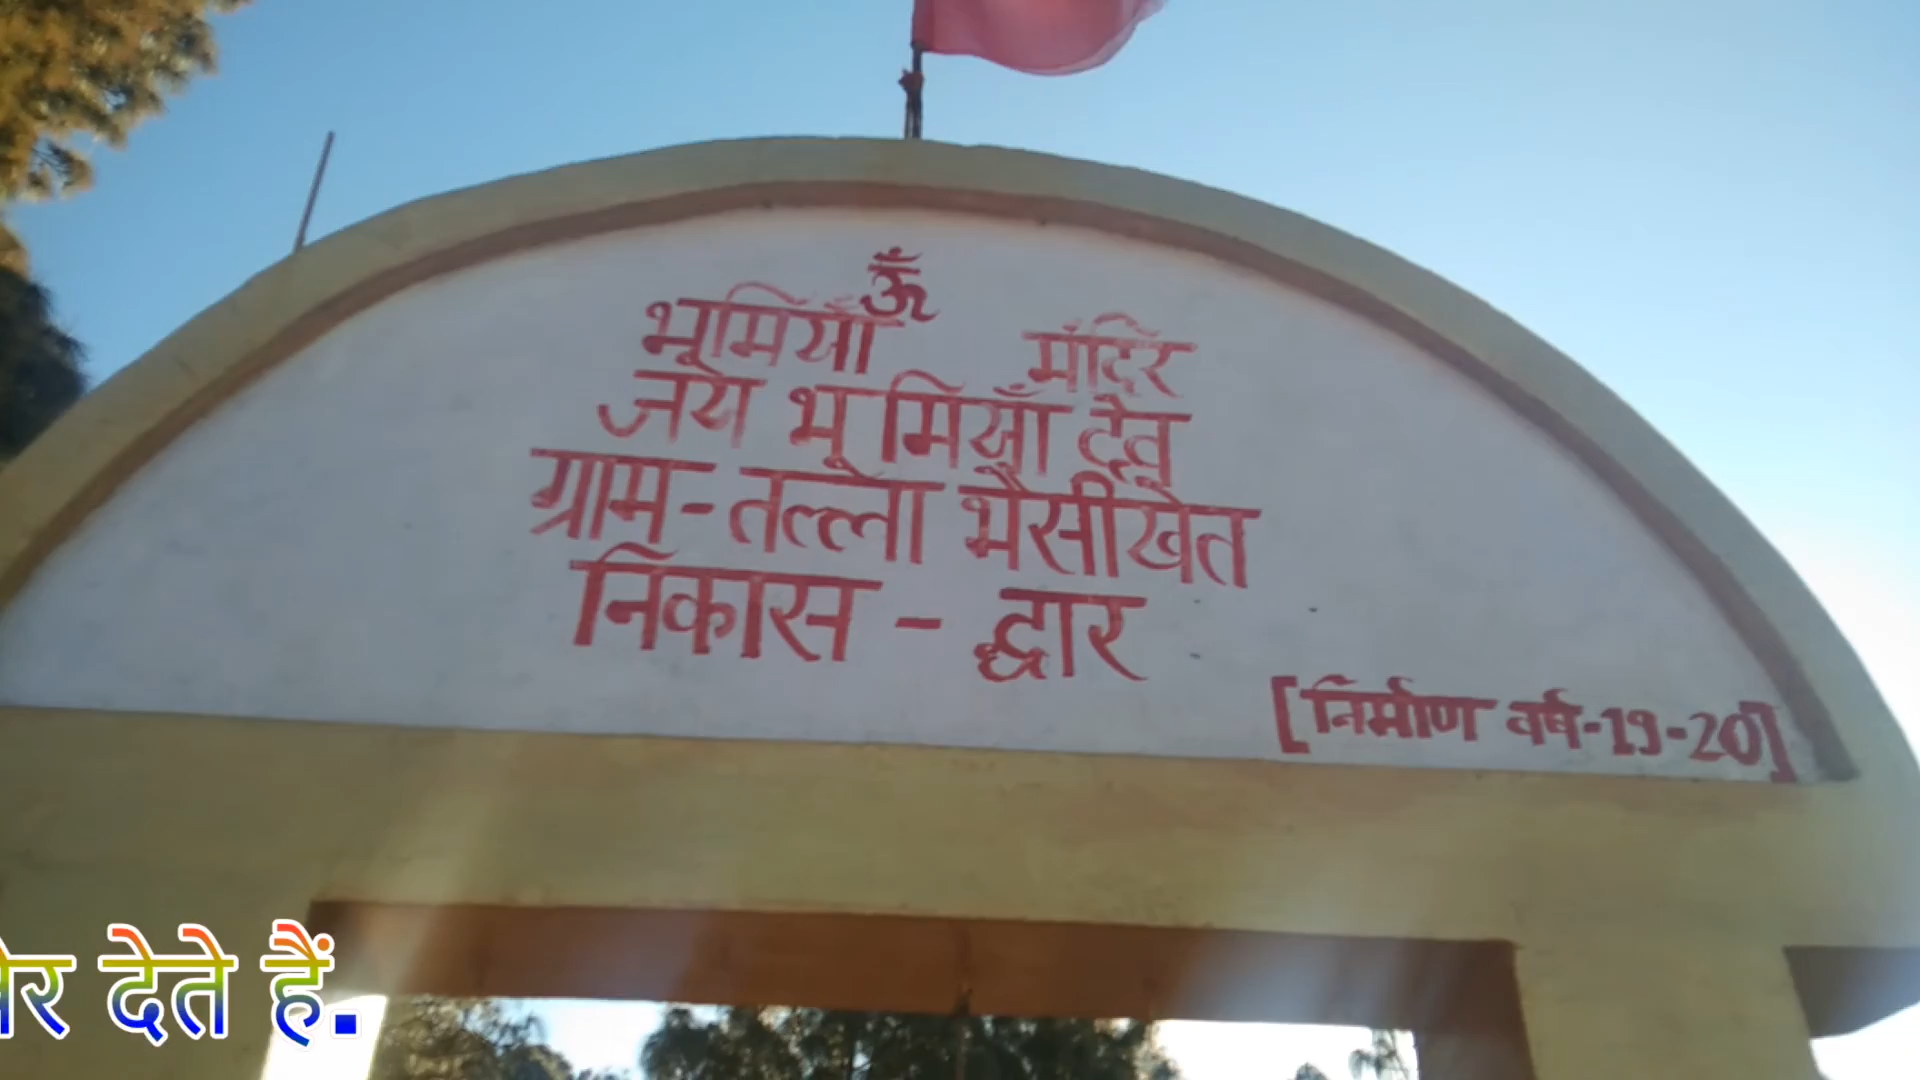 ॐ
भूमियाँ मंदिर
जय भूमियाँ देव
ग्राम-तल्ला भैसीखेत
निकास - द्वार
[निर्माण वर्ष-19-20]
देते हैं.